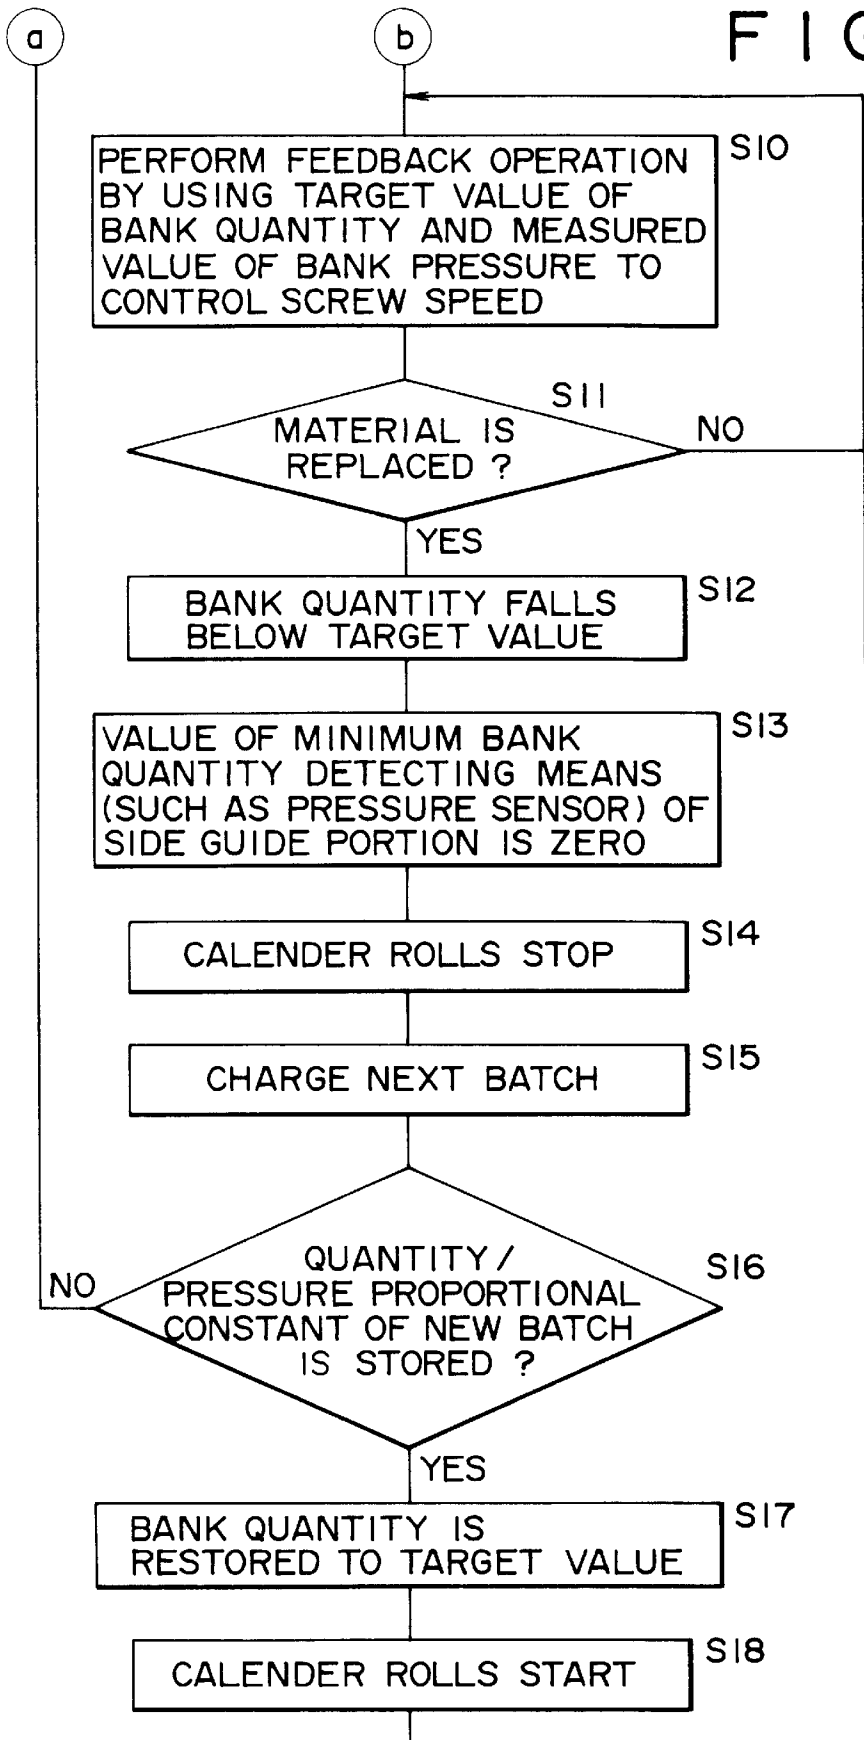 a
b
FIG
S10
PERFORM FEEDBACK OPERATION
BY USING TARGET VALUE OF
BANK QUANTITY AND MEASURED
VALUE OF BANK PRESSURE TO
CONTROL SCREW SPEED
S11
MATERIAL IS
REPLACED ?
NO
YES
S12
BANK QUANTITY FALLS
BELOW TARGET VALUE
S13
VALUE OF MINIMUM BANK
QUANTITY DETECTING MEANS
(SUCH AS PRESSURE SENSOR) OF
SIDE GUIDE PORTION IS ZERO
S14
CALENDER ROLLS STOP
S15
CHARGE NEXT BATCH
S16
QUANTITY/
PRESSURE PROPORTIONAL
CONSTANT OF NEW BATCH
IS STORED ?
NO
YES
S17
BANK QUANTITY IS
RESTORED TO TARGET VALUE
S18
CALENDER ROLLS START